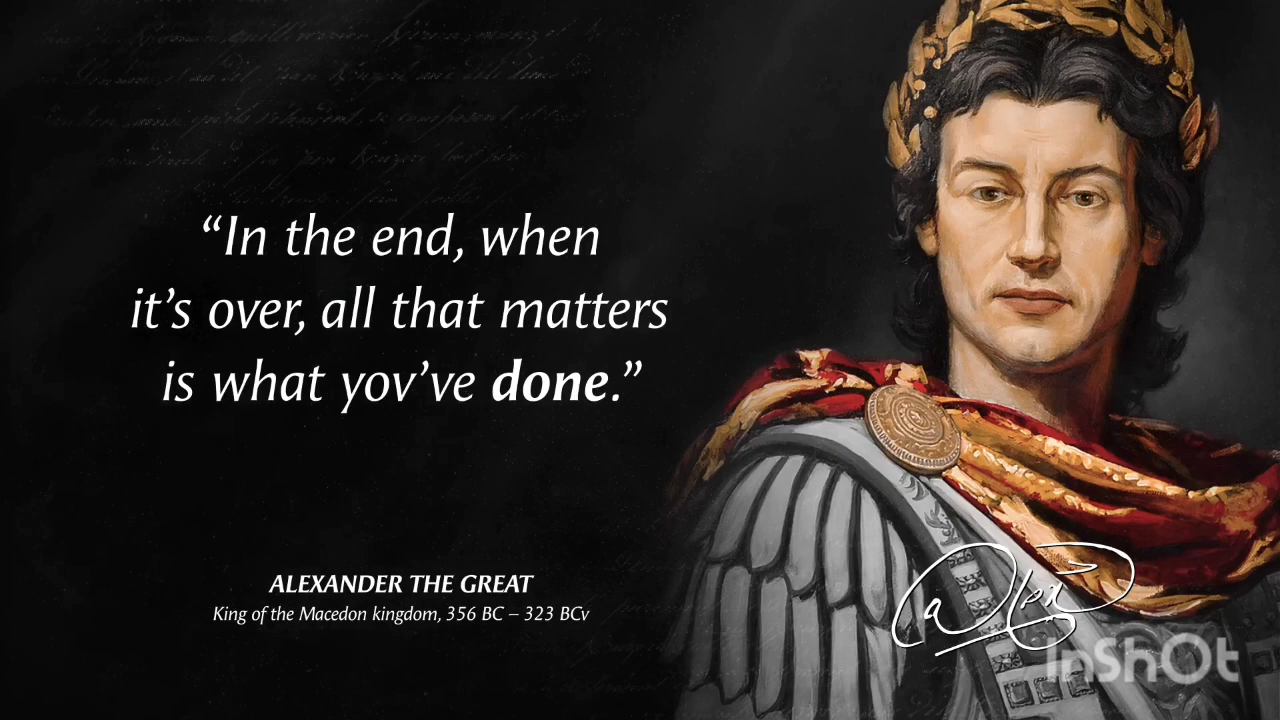 “In the end, when
it’s over, all that matters
is what yov’ve done.”
ALEXANDER THE GREAT
King of the Macedon kingdom, 356 BC – 323 BCv
InShOt